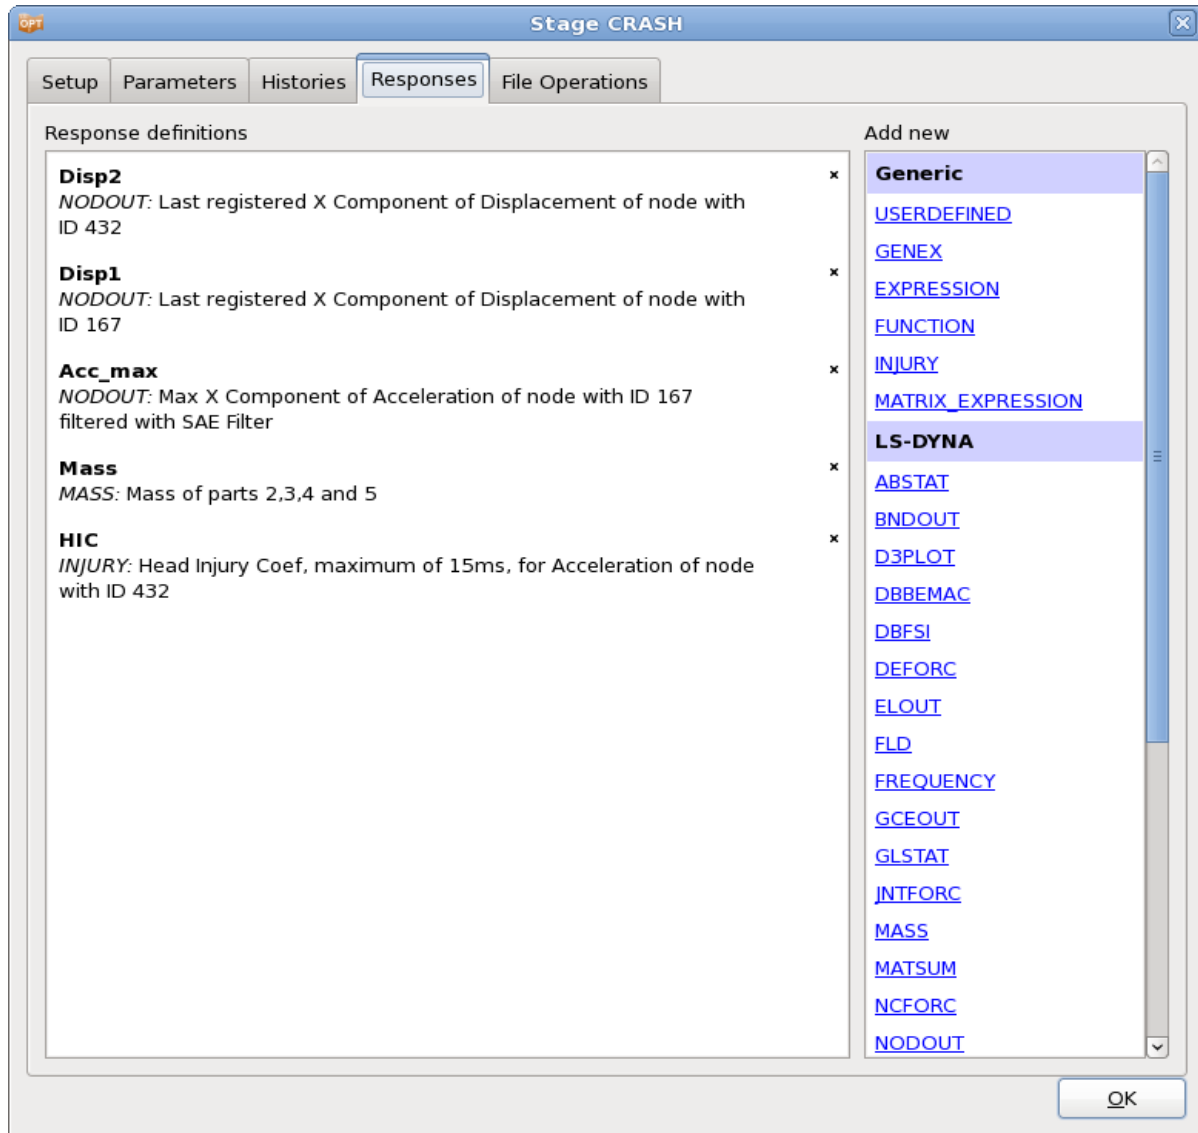 OPT
Stage CRASH
Setup
Parameters
Histories
Responses
File Operations
Response definitions
Disp2
NODOUT: Last registered X Component of Displacement of node with
ID 432
Disp1
NODOUT: Last registered X Component of Displacement of node with
ID 167
Acc_max
NODOUT: Max X Component of Acceleration of node with ID 167
filtered with SAE Filter
Mass
MASS: Mass of parts 2,3,4 and 5
HIC
INJURY: Head Injury Coef, maximum of 15ms, for Acceleration of node
with ID 432
Add new
Generic
USERDEFINED
GENEX
EXPRESSION
FUNCTION
INJURY
MATRIX_EXPRESSION
LS-DYNA
ABSTAT
BNDOUT
D3PLOT
DBBEMAC
DBFSI
DEFORC
ELOUT
FLD
FREQUENCY
GCEOUT
GLSTAT
JNTFORC
MASS
MATSUM
NCFORC
NODOUT
OK